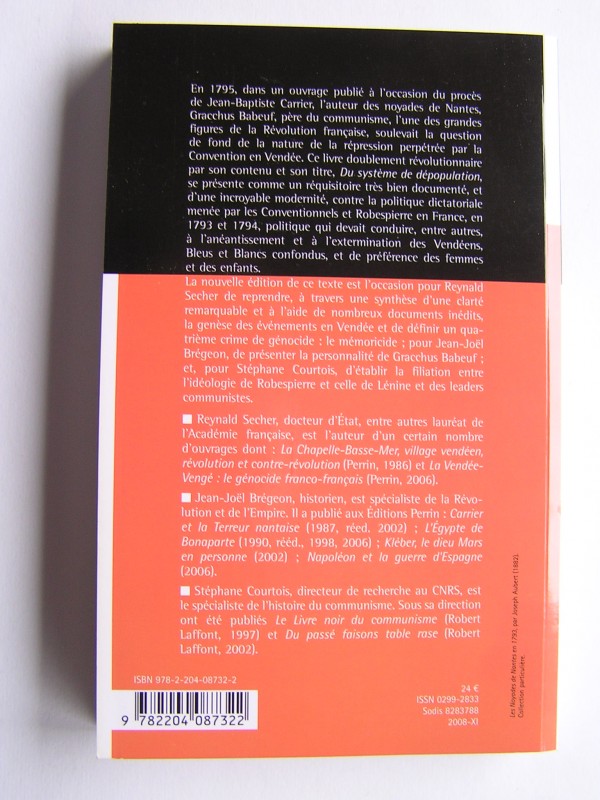 En 1795, dans un ouvrage publié à l'occasion du procès
de Jean-Baptiste Carrier, l'auteur des noyades de Nantes,
Gracchus Babeuf, père du communisme, l'une des grandes
figures de la Révolution française, soulevait la question
de fond de la nature de la répression perpétrée par la
Convention en Vendée. Ce livre doublement révolutionnaire
par son contenu et son titre, Du système de dépopulation,
se présente comme un réquisitoire très bien documenté, et
d'une incroyable modernité, contre la politique dictatoriale
menée par les Conventionnels et Robespierre en France, en
1793 et 1794, politique qui devait conduire, entre autres,
à l'anéantissement et à l'extermination des Vendéens,
Bleus et Blancs confondus, et de préférence des femmes
et des enfants.
La nouvelle édition de ce texte est l'occasion pour Reynald
Secher de reprendre, à travers une synthèse d'une clarté
remarquable et à l'aide de nombreux documents inédits,
la genèse des événements en Vendée et de définir un qua-
trième crime de génocide : le mémoricide ; pour Jean-Joël
Brégeon, de présenter la personnalité de Gracchus Babeuf ;
et, pour Stéphane Courtois, d'établir la filiation entre
l'idéologie de Robespierre et celle de Lénine et des leaders
communistes.
■ Reynald Secher, docteur d'État, entre autres lauréat de
l'Académie française, est l'auteur d'un certain nombre
d'ouvrages dont : La Chapelle-Basse-Mer, village vendéen,
révolution et contre-révolution (Perrin, 1986) et La Vendée-
Vengé : le génocide franco-français (Perrin, 2006).
■ Jean-Joël Brégeon, historien, est spécialiste de la Révo-
lution et de l'Empire. Il a publié aux Éditions Perrin : Carrier
et la Terreur nantaise (1987, réed. 2002) ; L'Égypte de
Bonaparte (1990, rééd., 1998, 2006) ; Kléber, le dieu Mars
en personne (2002) ; Napoléon et la guerre d'Espagne
(2006).
■ Stéphane Courtois, directeur de recherche au CNRS, est
le spécialiste de l'histoire du communisme. Sous sa direction
ont été publiés Le Livre noir du communisme (Robert
Laffont, 1997) et Du passé faisons table rase (Robert
Laffont, 2002).
ISBN 978-2-204-08732-2
9 782204 087322
24 €
ISSN 0299-2833
Sodis 8283788
2008-XI
Les Noyades de Nantes en 1793, par Joseph Aubert (1882).
Collection particulière.